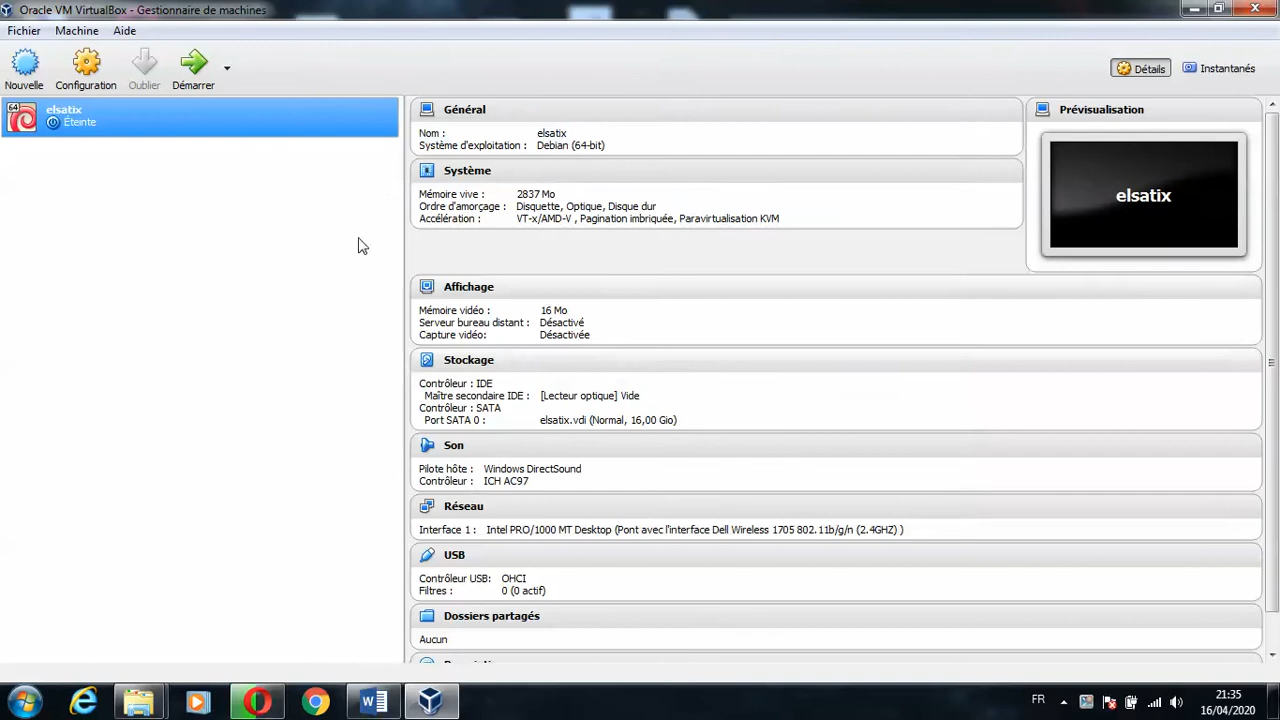 Oracle VM VirtualBox - Gestionnaire de machines
Fichier Machine Aide
Nouvelle Configuration Oublier Démarrer
Détails Instantanés
64 elsatix
Éteinte
Général
Nom : elsatix
Système d'exploitation : Debian (64-bit)
Système
Mémoire vive : 2837 Mo
Ordre d'amorçage : Disquette, Optique, Disque dur
Accélération : VT-x/AMD-V , Pagination imbriquée, Paravirtualisation KVM
Prévisualisation
elsatix
Affichage
Mémoire vidéo : 16 Mo
Serveur bureau distant : Désactivé
Capture vidéo: Désactivée
Stockage
Contrôleur : IDE
Maître secondaire IDE : [Lecteur optique] Vide
Contrôleur : SATA
Port SATA 0 : elsatix.vdi (Normal, 16,00 Gio)
Son
Pilote hôte : Windows DirectSound
Contrôleur : ICH AC97
Réseau
Interface 1 : Intel PRO/1000 MT Desktop (Pont avec l'interface Dell Wireless 1705 802.11b/g/n (2.4GHZ) )
USB
Contrôleur USB: OHCI
Filtres : 0 (0 actif)
Dossiers partagés
Aucun
FR 21:35
16/04/2020